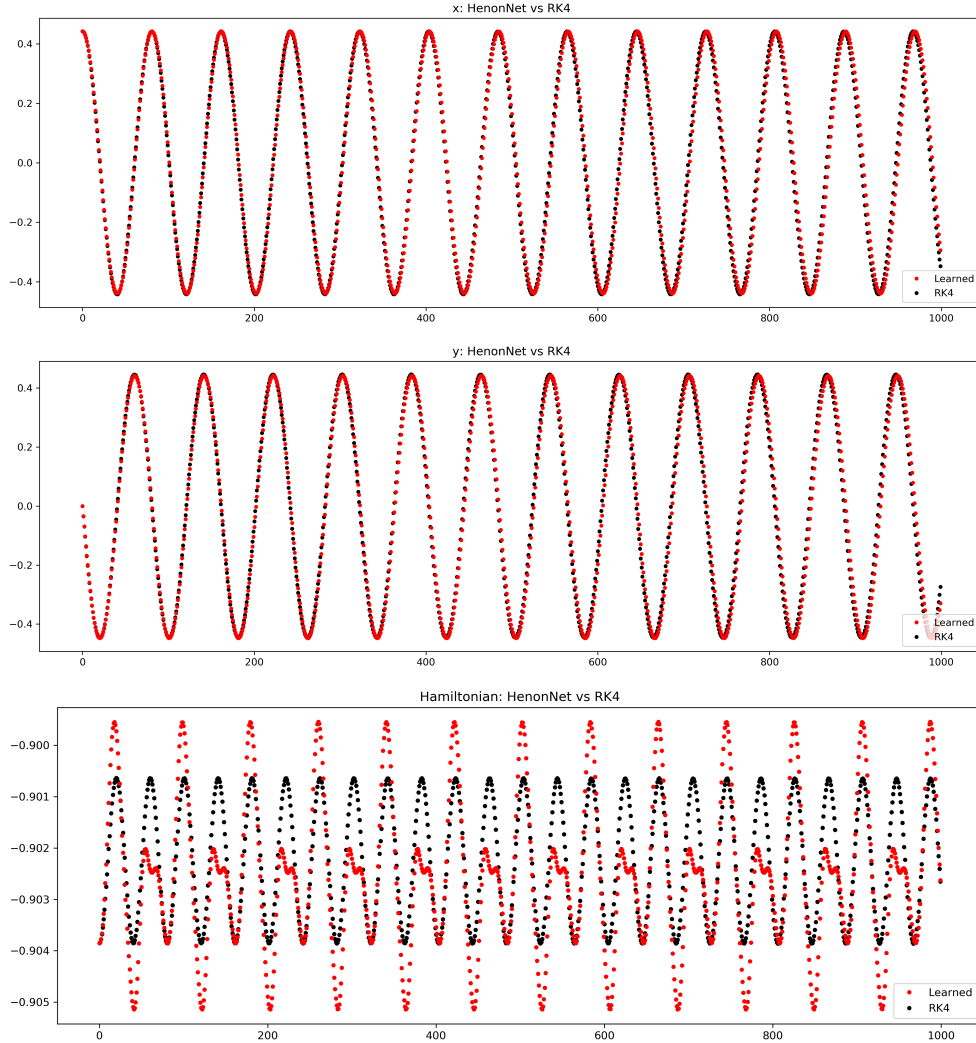 x: HenonNet vs RK4
0.4
0.2
0.0
−0.2
−0.4
Learned
RK4
0 200 400 600 800 1000
y: HenonNet vs RK4
0.4
0.2
0.0
−0.2
−0.4
Learned
RK4
0 200 400 600 800 1000
Hamiltonian: HenonNet vs RK4
−0.900
−0.901
−0.902
−0.903
−0.904
−0.905
Learned
RK4
0 200 400 600 800 1000